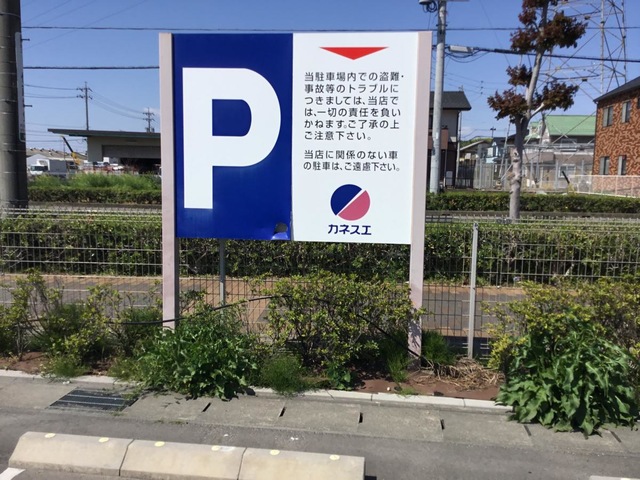 P
当駐車場内での盗難・
事故等のトラブルに
つきましては、当店で
は、一切の責任を負い
かねます。ご了承の上
ご注意下さい。
当店に関係のない車
の駐車は、ご遠慮下さい。
カネスエ